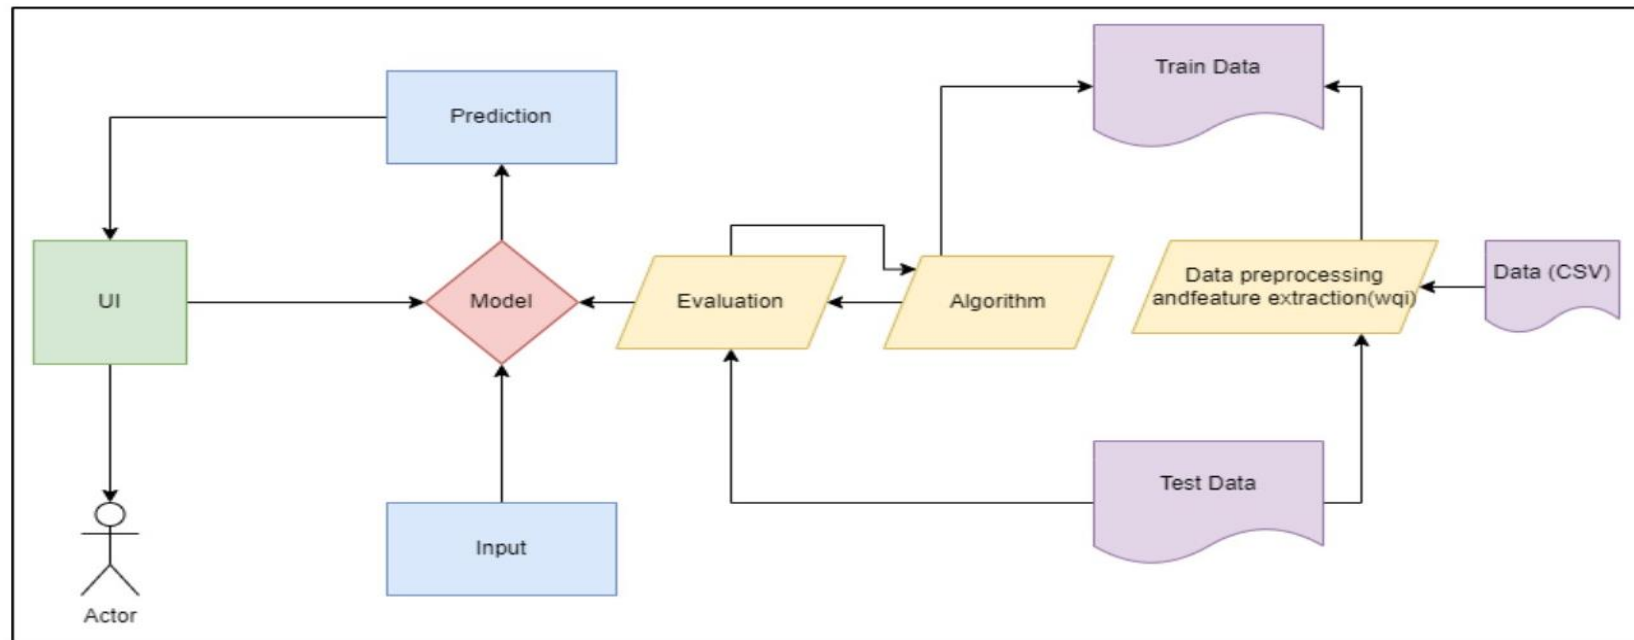 Train Data
Prediction
UI
Model
Evaluation
Algorithm
Data preprocessing
andfeature extraction(wqi)
Data (CSV)
Test Data
Input
Actor